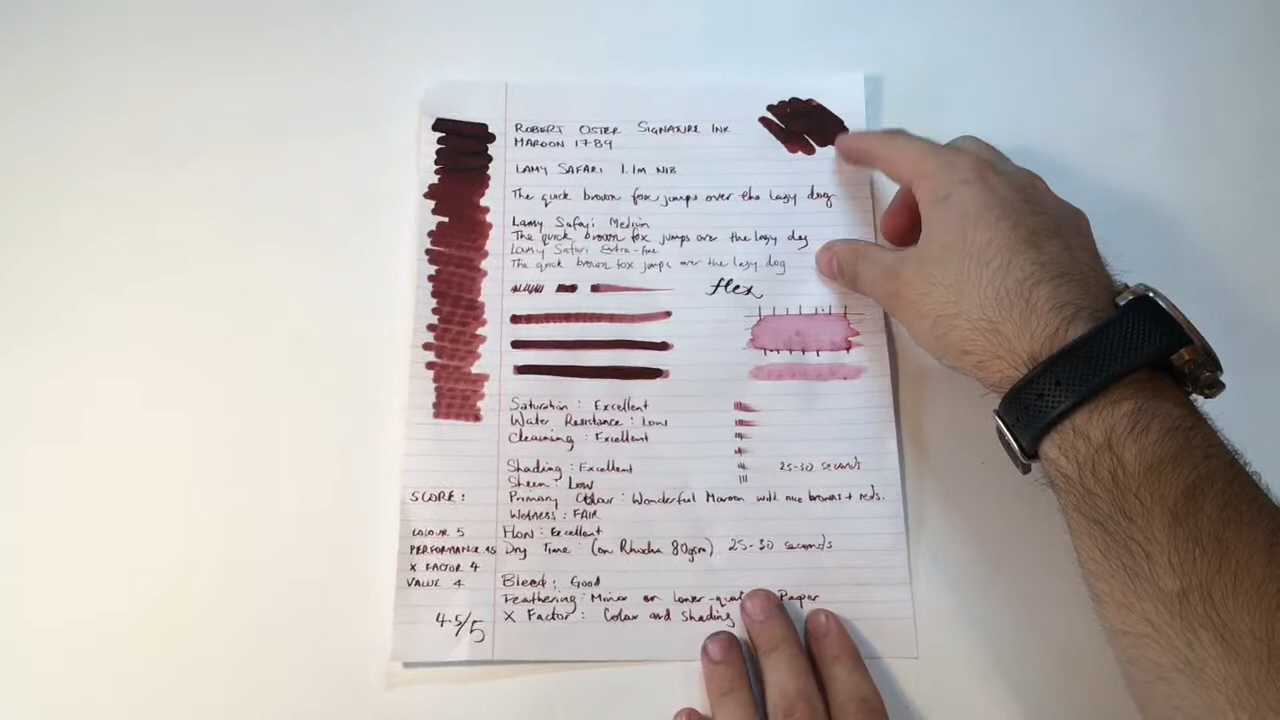 ROBERT OSTER SIGNATURE INK
MAROON 1789
LAMY SAFARI 1.1M NIB
The quick brown fox jumps over the lazy dog
Lamy Safari Medium
The quick brown fox jumps over the lazy dog
Lamy Safari Extra-fine
The quick brown fox jumps over the lazy dog
flex
Saturation : Excellent
Water Resistance : Low
Cleaning : Excellent
Shading : Excellent
25-30 seconds
Sheen : Low
Primary Colour : Wonderful Maroon with nice browns + reds.
Wetness : FAIR
Flow : Excellent
Dry Time : (on Rhodia 80gsm) 25-30 seconds
Bleed : Good
Feathering : Minor on lower-qual Paper
X Factor : Colour and Shading
SCORE :
COLOUR 5
PERFORMANCE 4.5
X FACTOR 4
VALUE 4
4.5/5